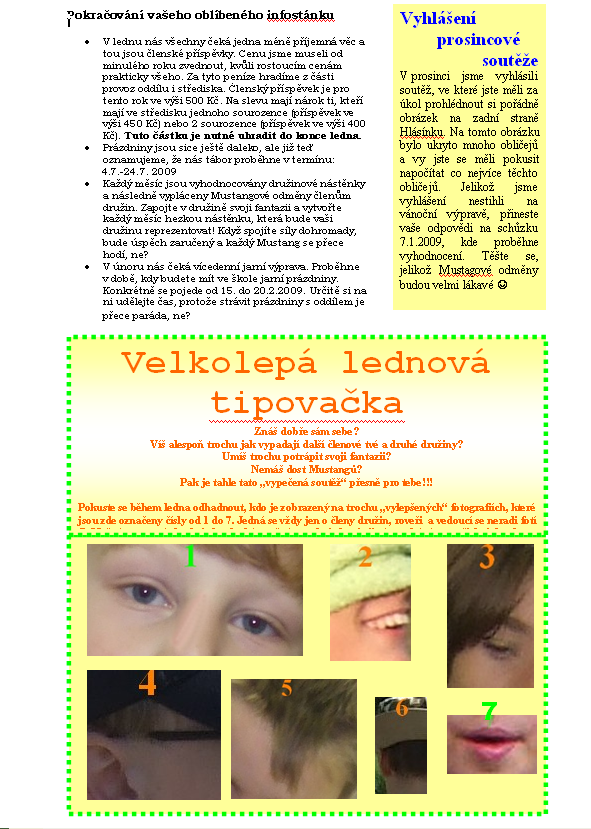 Pokračování vašeho oblíbeného infostánku
V lednu nás všechny čeká jedna méně příjemná věc a
tou jsou členské příspěvky. Cenu jsme museli od
minulého roku zvednout, kvůli rostoucím cenám
prakticky všeho. Za tyto peníze hradíme z části
provoz oddílu i střediska. Členský příspěvek je pro
tento rok ve výši 500 Kč. Na slevu mají nárok ti, kteří
mají ve středisku jednoho sourozence (příspěvek ve
výši 450 Kč) nebo 2 sourozence (příspěvek ve výši 400
Kč). Tuto částku je nutné uhradit do konce ledna.
Prázdniny jsou sice ještě daleko, ale již teď
oznamujeme, že nás tábor proběhne v termínu:
4.7.-24.7. 2009
Každý měsíc jsou vyhodnocovány družinové nástěnky
a následně vypláceny Mustangové odměny členům
družin. Zapojte v družině svoji fantazii a vytvořte
každý měsíc hezkou nástěnku, která bude vaši
družinu reprezentovat! Když spojíte síly dohromady,
bude úspěch zaručený a každý Mustang se přece
hodí, ne?
V únoru nás čeká vícedenní jarní výprava. Proběhne
v době, kdy budete mít ve škole jarní prázdniny.
Konkrétně se pojede od 15. do 20.2.2009. Určitě si na
ni udělejte čas, protože strávit prázdniny s oddílem je
přece paráda, ne?
Vyhlášení
prosincové
soutěže
V prosinci jsme vyhlásili
soutěž, ve které jste měli za
úkol prohlédnout si pořádně
obrázek na zadní straně
Hlásínku. Na tomto obrázku
bylo ukryto mnoho obličejů
a vy jste se měli pokusit
napočítat co nejvíce těchto
obličejů. Jelikož jsme
vyhlášení nestihli na
vánoční výpravě, přineste
vaše odpovědi na schůzku
7.1.2009, kde proběhne
vyhodnocení. Těšte se,
jelikož Mustagové odměny
budou velmi lákavé ☺
Velkolepá lednová
tipovačka
Znáš dobře sám sebe?
Víš alespoň trochu jak vypadají další členové tvé a druhé družiny?
Umíš trochu potrápit svoji fantazii?
Nemáš dost Mustangů?
Pak je tahle tato „vypečená soutěž“ přesně pro tebe!!!
Pokuste se během ledna odhadnout, kdo je zobrazený na trochu „vylepšených“ fotografiích, které
jsou zde označeny čísly od 1 do 7. Jedná se vždy jen o členy družin, roveři a vedoucí se neradi fotí
1
2
3
4
5
6
7